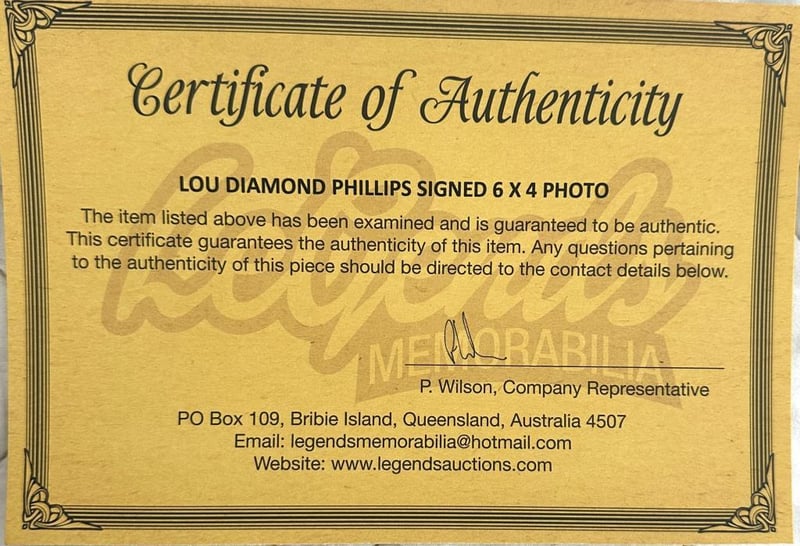 Certificate of Authenticity
LOU DIAMOND PHILLIPS SIGNED 6 X 4 PHOTO
The item listed above has been examined and is guaranteed to be authentic.
This certificate guarantees the authenticity of this item. Any questions pertaining
to the authenticity of this piece should be directed to the contact details below.
Legends
MEMORABILIA
P. Wilson, Company Representative
PO Box 109, Bribie Island, Queensland, Australia 4507
Email: legendsmemorabilia@hotmail.com
Website: www.legendsauctions.com